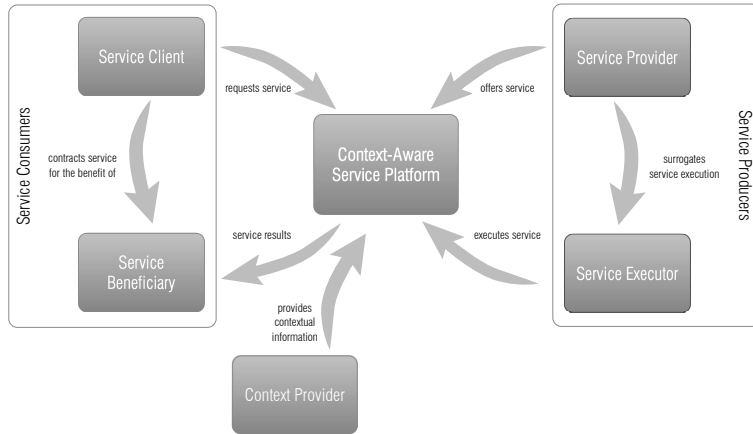 Service Consumers
Service Client
contracts service
for the benefit of
Service
Beneficiary
requests service
service results
Context-Aware
Service Platform
provides
contextual
information
Context Provider
offers service
executes service
Service Provider
surrogates
service execution
Service Executor
Service Producers